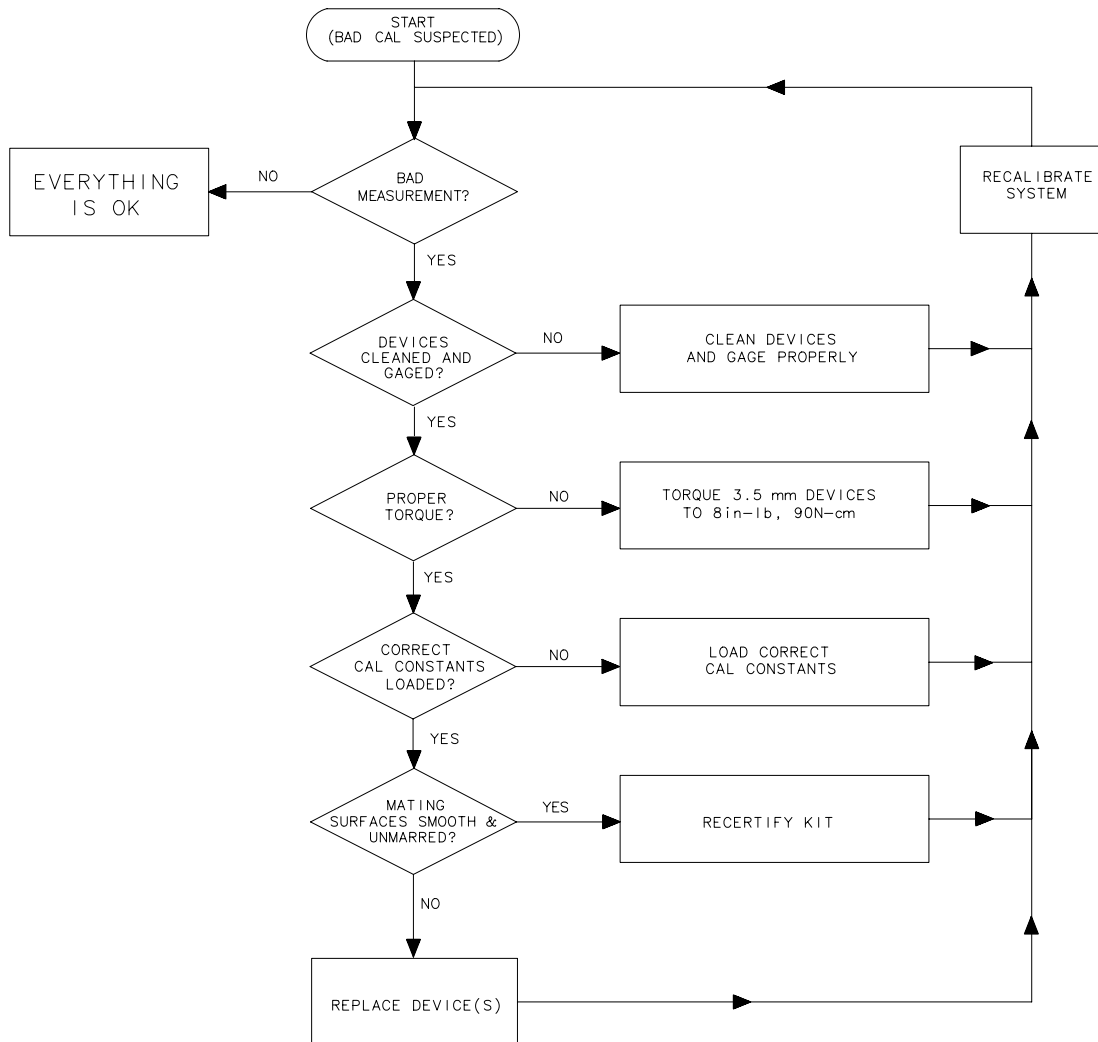 START
(BAD CAL SUSPECTED)
BAD
MEASUREMENT?
NO
EVERYTHING
IS OK
RECALIBRATE
SYSTEM
YES
DEVICES
CLEANED AND
GAGED?
NO
CLEAN DEVICES
AND GAGE PROPERLY
YES
PROPER
TORQUE?
NO
TORQUE 3.5 mm DEVICES
TO 8in-lb, 90N-cm
YES
CORRECT
CAL CONSTANTS
LOADED?
NO
LOAD CORRECT
CAL CONSTANTS
YES
MATING
SURFACES SMOOTH &
UNMARRED?
YES
RECERTIFY KIT
NO
REPLACE DEVICE(S)